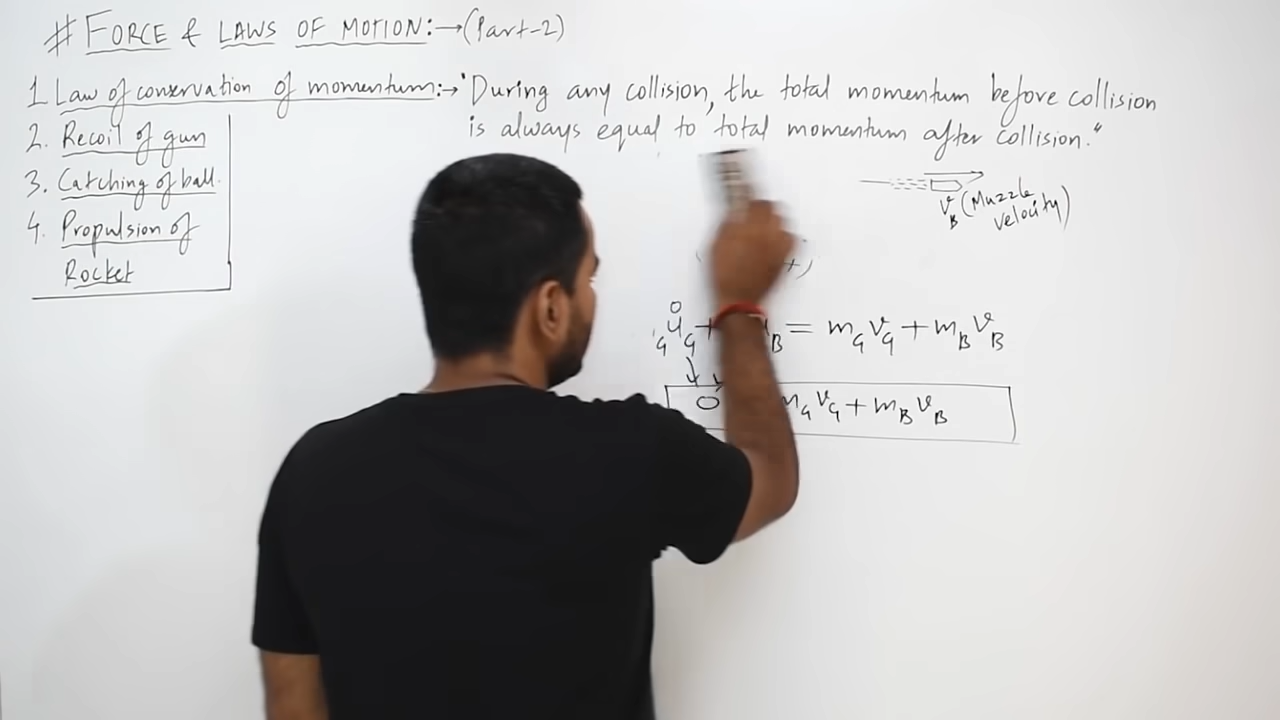 # FORCE & LAWS OF MOTION:→(Part-2)
1 Law of conservation of momentum:→"During any collision, the total momentum before collision
is always equal to total momentum after collision."
2. Recoil of gun
3. Catching of ball.
4. Propulsion of
Rocket
v_B (Muzzle
velocity)
0
G u_G + B = m_G v_G + m_B v_B
0 m_G v_G + m_B v_B